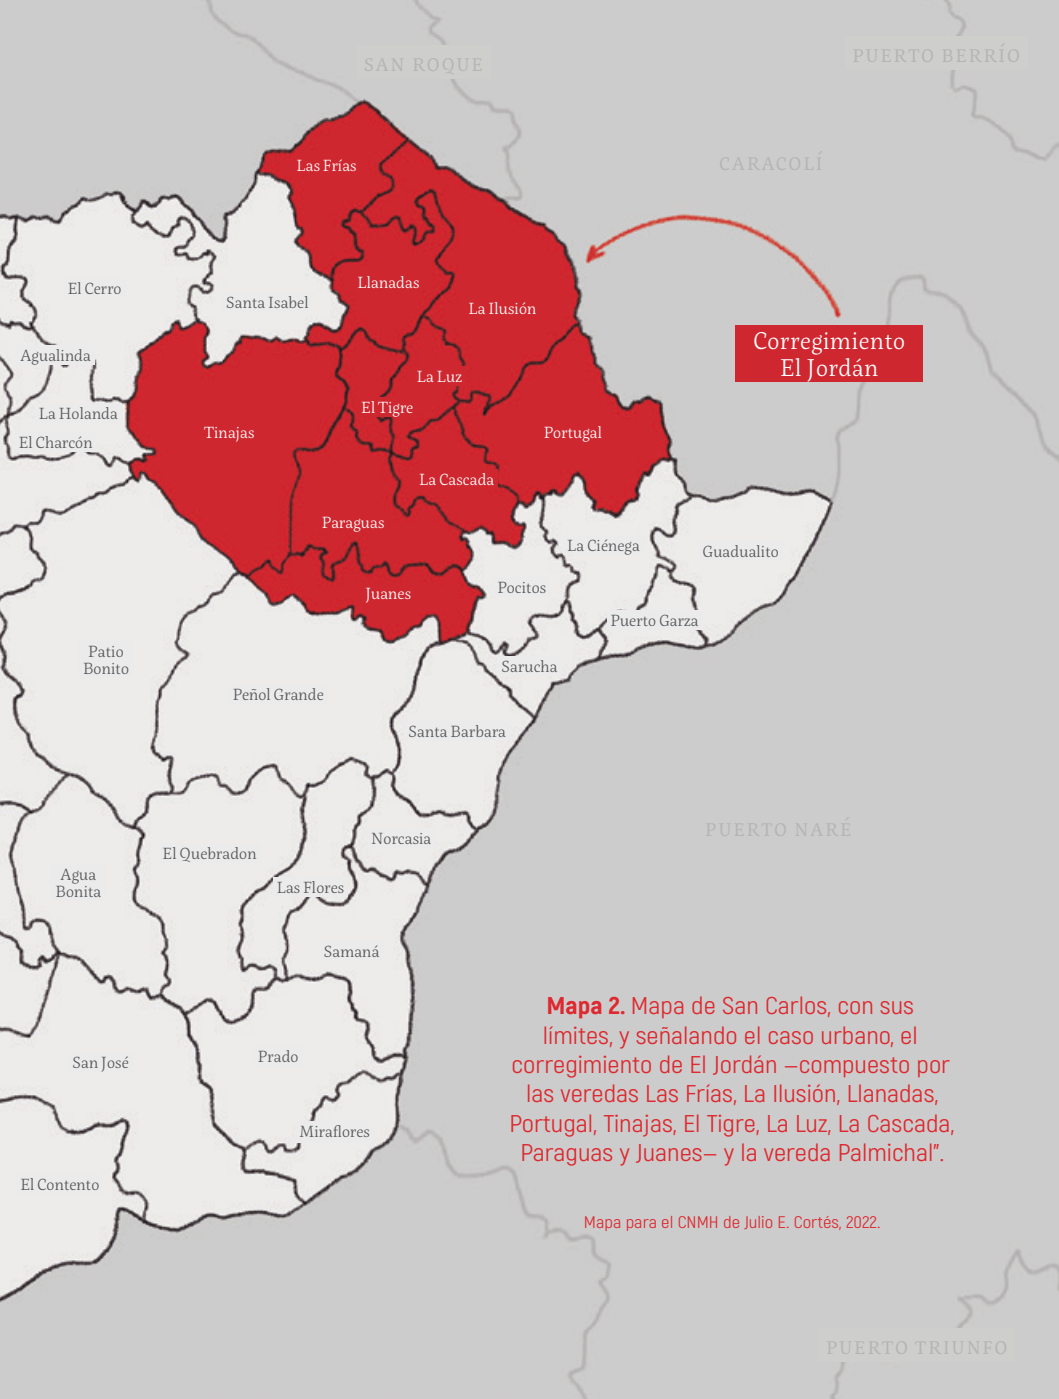 SAN ROQUE
PUERTO BERRÍO
CARACOLÍ
Las Frías
El Cerro
Santa Isabel
Llanadas
La Ilusión
Corregimiento
El Jordán
Agualinda
La Luz
El Tigre
La Holanda
El Charcón
Tinajas
Portugal
La Cascada
Paraguas
La Ciénega
Guadualito
Juanes
Pocitos
Puerto Garza
Patio
Bonito
Sarucha
Peñol Grande
Santa Barbara
PUERTO NARÉ
Norcasia
El Quebradon
Agua
Bonita
Las Flores
Samaná
San José
Prado
Miraflores
El Contento
Mapa 2. Mapa de San Carlos, con sus
límites, y señalando el caso urbano, el
corregimiento de El Jordán —compuesto por
las veredas Las Frías, La Ilusión, Llanadas,
Portugal, Tinajas, El Tigre, La Luz, La Cascada,
Paraguas y Juanes— y la vereda Palmichal”.
Mapa para el CNMH de Julio E. Cortés, 2022.
PUERTO TRIUNFO